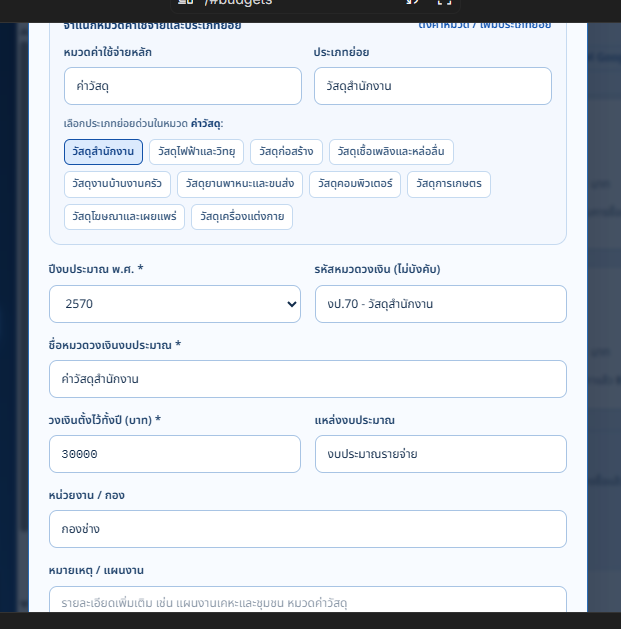 /#budgets
จำแนกหมวดค่าใช้จ่ายและประเภทย่อย
ตั้งค่าหมวด / เพิ่มประเภทย่อย
หมวดค่าใช้จ่ายหลัก
ประเภทย่อย
ค่าวัสดุ
วัสดุสำนักงาน
เลือกประเภทย่อยด่วนในหมวด ค่าวัสดุ:
วัสดุสำนักงาน วัสดุไฟฟ้าและวิทยุ วัสดุก่อสร้าง วัสดุเชื้อเพลิงและหล่อลื่น
วัสดุงานบ้านงานครัว วัสดุยานพาหนะและขนส่ง วัสดุคอมพิวเตอร์ วัสดุการเกษตร
วัสดุโฆษณาและเผยแพร่ วัสดุเครื่องแต่งกาย
ปีงบประมาณ พ.ศ. *
รหัสหมวดวงเงิน (ไม่บังคับ)
2570
งป.70 - วัสดุสำนักงาน
ชื่อหมวดวงเงินงบประมาณ *
ค่าวัสดุสำนักงาน
วงเงินตั้งไว้ทั้งปี (บาท) *
แหล่งงบประมาณ
30000
งบประมาณรายจ่าย
หน่วยงาน / กอง
กองช่าง
หมายเหตุ / แผนงาน
รายละเอียดเพิ่มเติม เช่น แผนงานเคหะและชุมชน หมวดค่าวัสดุ